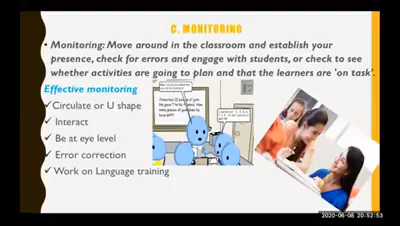 C. MONITORING
• Monitoring: Move around in the classroom and establish your
presence, check for errors and engage with students, or check to see
whether activities are going to plan and that the learners are 'on task'.
Effective monitoring
✓ Circulate or U shape
✓ Interact
✓ Be at eye level
✓ Error correction
✓ Work on Language training
2020-06-08 20:52:53